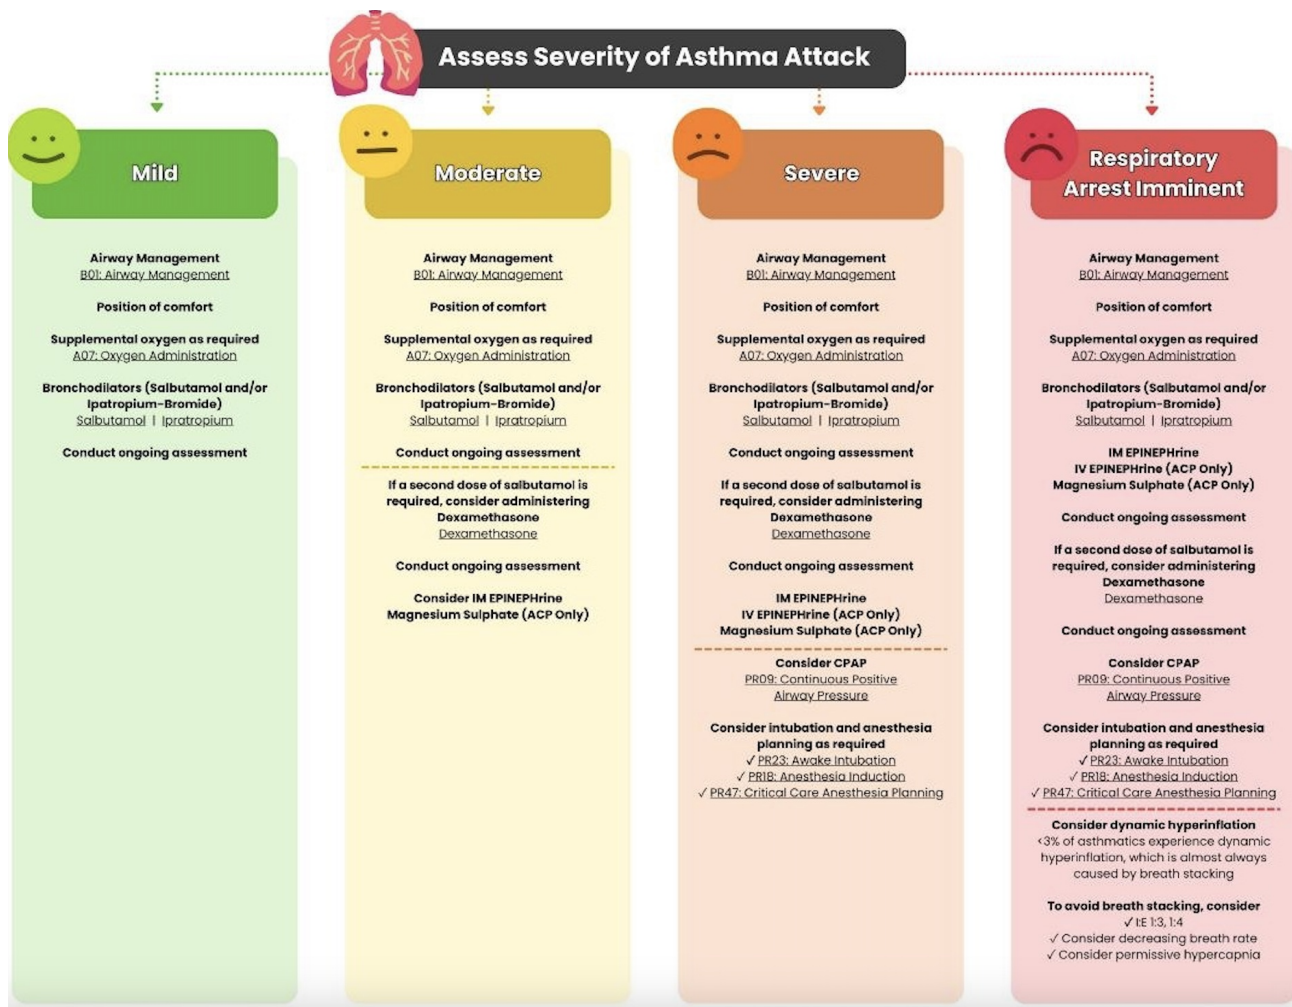 Assess Severity of Asthma Attack
Mild
Airway Management
B01: Airway Management
Position of comfort
Supplemental oxygen as required
A07: Oxygen Administration
Bronchodilators (Salbutamol and/or
Ipatropium-Bromide)
Salbutamol | Ipratropium
Conduct ongoing assessment
Moderate
Airway Management
B01: Airway Management
Position of comfort
Supplemental oxygen as required
A07: Oxygen Administration
Bronchodilators (Salbutamol and/or
Ipatropium-Bromide)
Salbutamol | Ipratropium
Conduct ongoing assessment
If a second dose of salbutamol is
required, consider administering
Dexamethasone
Dexamethasone
Conduct ongoing assessment
Consider IM EPINEPHrine
Magnesium Sulphate (ACP Only)
Severe
Airway Management
B01: Airway Management
Position of comfort
Supplemental oxygen as required
A07: Oxygen Administration
Bronchodilators (Salbutamol and/or
Ipatropium-Bromide)
Salbutamol | Ipratropium
Conduct ongoing assessment
If a second dose of salbutamol is
required, consider administering
Dexamethasone
Dexamethasone
Conduct ongoing assessment
IM EPINEPHrine
IV EPINEPHrine (ACP Only)
Magnesium Sulphate (ACP Only)
Consider CPAP
PR09: Continuous Positive
Airway Pressure
Consider intubation and anesthesia
planning as required
✓ PR23: Awake Intubation
✓ PR18: Anesthesia Induction
✓ PR47: Critical Care Anesthesia Planning
Respiratory
Arrest Imminent
Airway Management
B01: Airway Management
Position of comfort
Supplemental oxygen as required
A07: Oxygen Administration
Bronchodilators (Salbutamol and/or
Ipatropium-Bromide)
Salbutamol | Ipratropium
IM EPINEPHrine
IV EPINEPHrine (ACP Only)
Magnesium Sulphate (ACP Only)
Conduct ongoing assessment
If a second dose of salbutamol is
required, consider administering
Dexamethasone
Dexamethasone
Conduct ongoing assessment
Consider CPAP
PR09: Continuous Positive
Airway Pressure
Consider intubation and anesthesia
planning as required
✓ PR23: Awake Intubation
✓ PR18: Anesthesia Induction
✓ PR47: Critical Care Anesthesia Planning
Consider dynamic hyperinflation
<3% of asthmatics experience dynamic
hyperinflation, which is almost always
caused by breath stacking
To avoid breath stacking, consider
✓ I:E 1:3, 1:4
✓ Consider decreasing breath rate
✓ Consider permissive hypercapnia